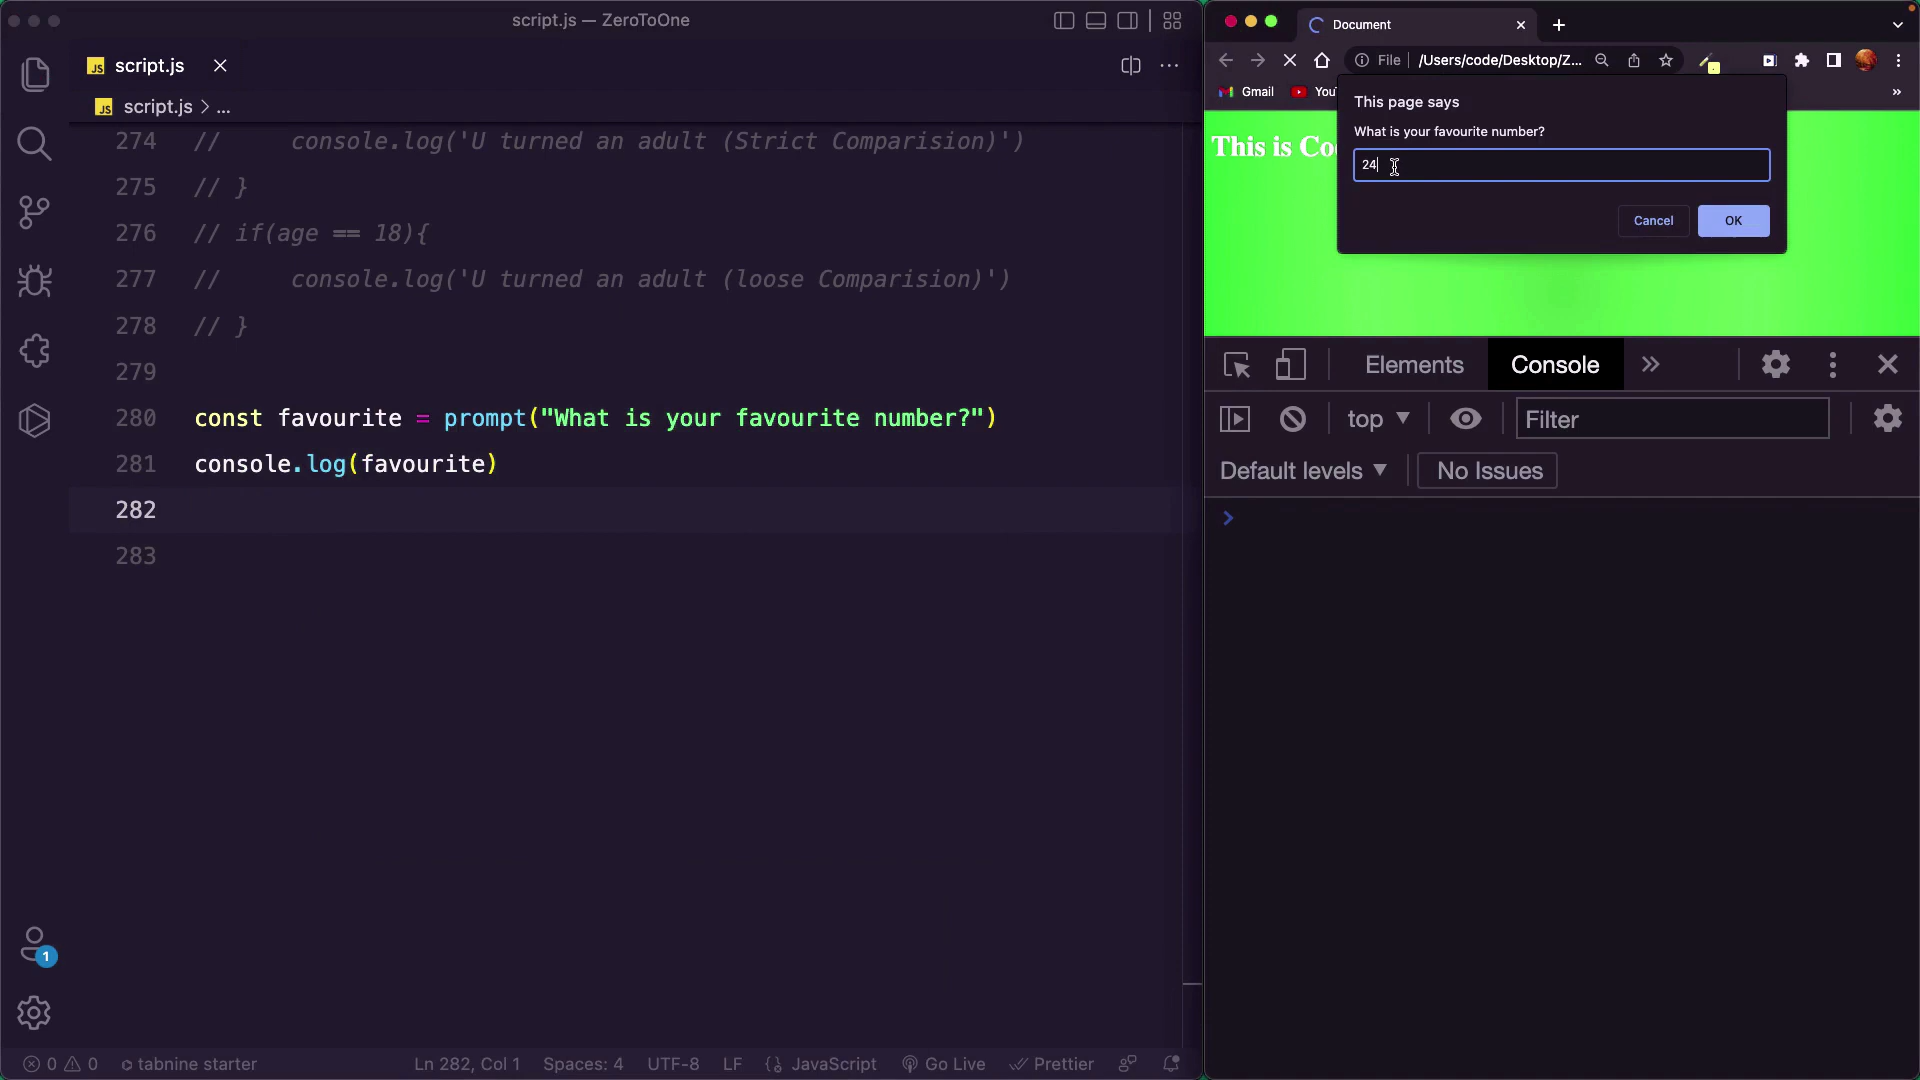 script.js — ZeroToOne
script.js
script.js > ...
274 //     console.log('U turned an adult (Strict Comparision)')
275 // }
276 // if(age == 18){
277 //     console.log('U turned an adult (loose Comparision)')
278 // }
279
280 const favourite = prompt("What is your favourite number?")
281 console.log(favourite)
282
283
1
0 0 tabnine starter Ln 282, Col 1 Spaces: 4 UTF-8 LF {} JavaScript Go Live Prettier
Document
File /Users/code/Desktop/Z...
Gmail
This page says
What is your favourite number?
24
Cancel OK
This is
Elements Console
top Filter
Default levels No Issues